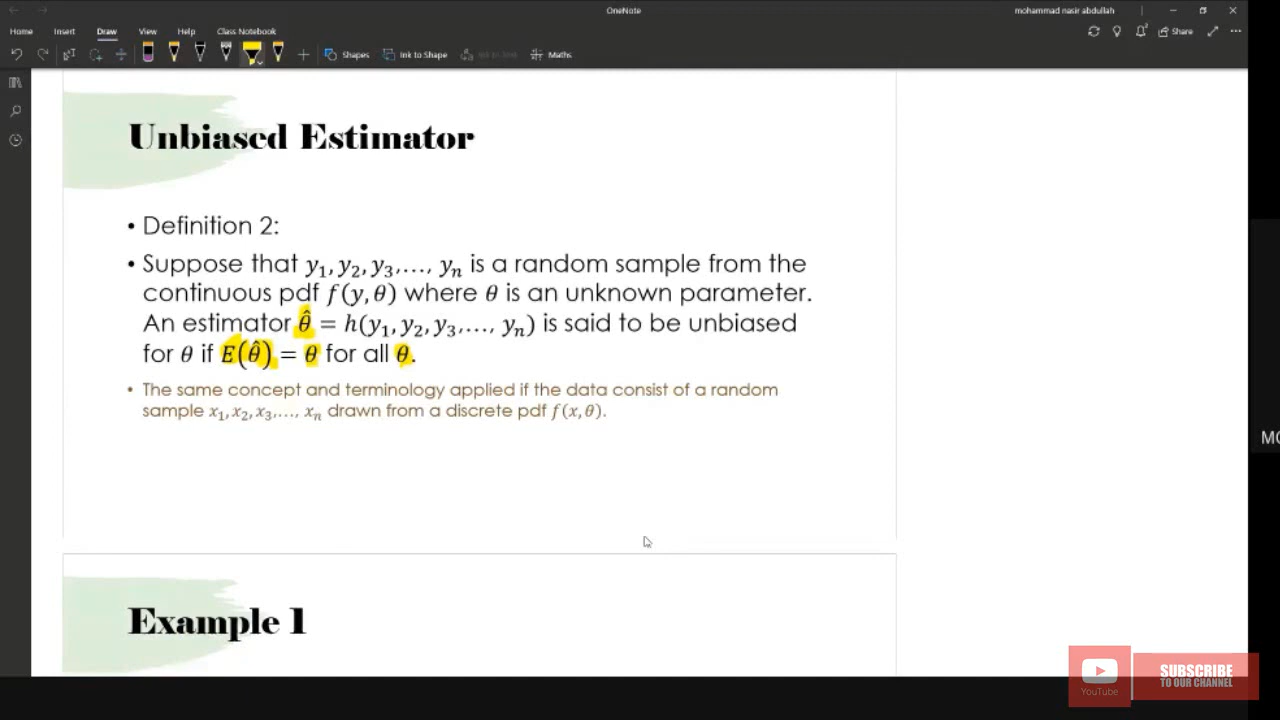 OneNote
mohammad nasir abdullah
Home Insert Draw View Help Class Notebook
Shapes Ink to Shape Maths Share
Unbiased Estimator
• Definition 2:
• Suppose that y₁, y₂, y₃,…, yₙ is a random sample from the
continuous pdf f(y, θ) where θ is an unknown parameter.
An estimator θ̂ = h(y₁, y₂, y₃,…, yₙ) is said to be unbiased
for θ if E(θ̂) = θ for all θ.
• The same concept and terminology applied if the data consist of a random
sample x₁, x₂, x₃,…, xₙ drawn from a discrete pdf f(x, θ).
MO
Example 1
YouTube
SUBSCRIBE
TO OUR CHANNEL